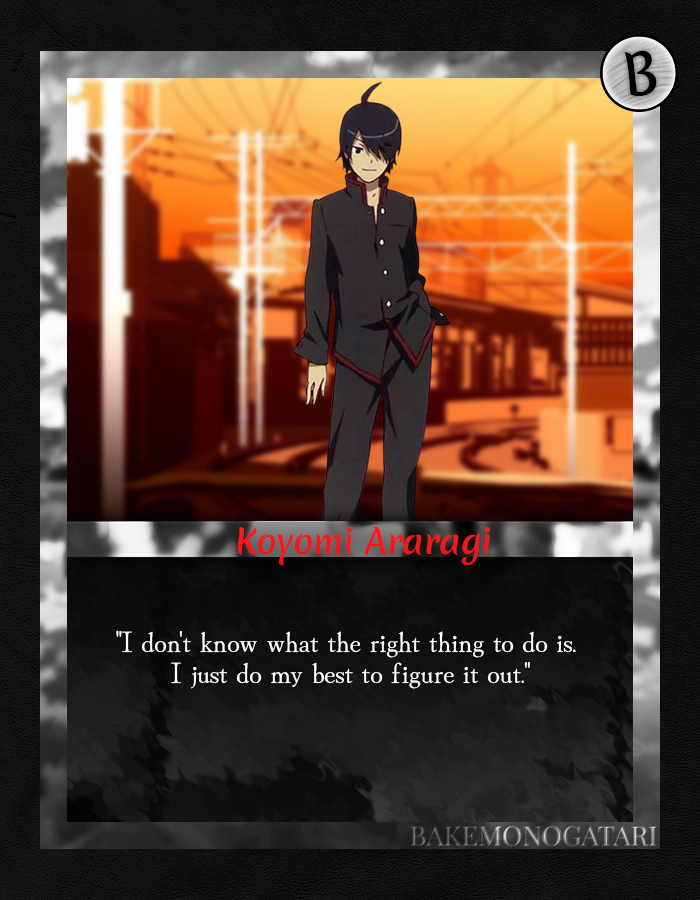 B
Koyomi Araragi
"I don't know what the right thing to do is.
I just do my best to figure it out."
BAKEMONOGATARI